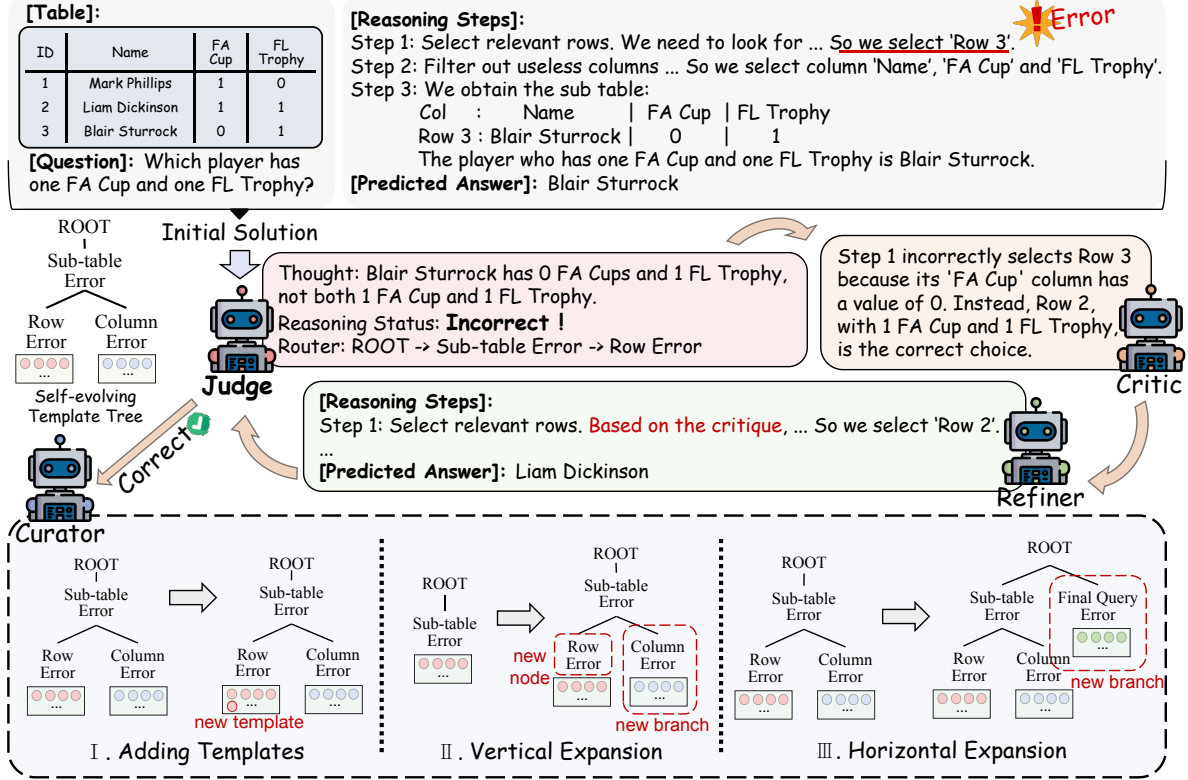 [Table]:
ID Name FA Cup FL Trophy
1 Mark Phillips 1 0
2 Liam Dickinson 1 1
3 Blair Sturrock 0 1
[Question]: Which player has
one FA Cup and one FL Trophy?
[Reasoning Steps]:
Error
Step 1: Select relevant rows. We need to look for ... So we select ‘Row 3’.
Step 2: Filter out useless columns ... So we select column ‘Name’, ‘FA Cup’ and ‘FL Trophy’.
Step 3: We obtain the sub table:
Col : Name | FA Cup | FL Trophy
Row 3 : Blair Sturrock | 0 | 1
The player who has one FA Cup and one FL Trophy is Blair Sturrock.
[Predicted Answer]: Blair Sturrock
Initial Solution
ROOT
Sub-table
Error
Row
Error
Column
Error
...
...
Self-evolving
Template Tree
Judge
Thought: Blair Sturrock has 0 FA Cups and 1 FL Trophy,
not both 1 FA Cup and 1 FL Trophy.
Reasoning Status: Incorrect !
Router: ROOT -> Sub-table Error -> Row Error
Step 1 incorrectly selects Row 3
because its 'FA Cup' column has
a value of 0. Instead, Row 2,
with 1 FA Cup and 1 FL Trophy,
is the correct choice.
Critic
[Reasoning Steps]:
Step 1: Select relevant rows. Based on the critique, ... So we select ‘Row 2’.
...
[Predicted Answer]: Liam Dickinson
Refiner
Correct
Curator
ROOT
Sub-table
Error
Row
Error
Column
Error
...
...
ROOT
Sub-table
Error
Row
Error
Column
Error
...
...
new template
Ⅰ. Adding Templates
ROOT
Sub-table
Error
...
ROOT
Sub-table
Error
Row
Error
Column
Error
new
node
...
...
new branch
Ⅱ. Vertical Expansion
ROOT
Sub-table
Error
Row
Error
Column
Error
...
...
ROOT
Sub-table
Error
Final Query
Error
...
Row
Error
Column
Error
...
...
new branch
Ⅲ. Horizontal Expansion